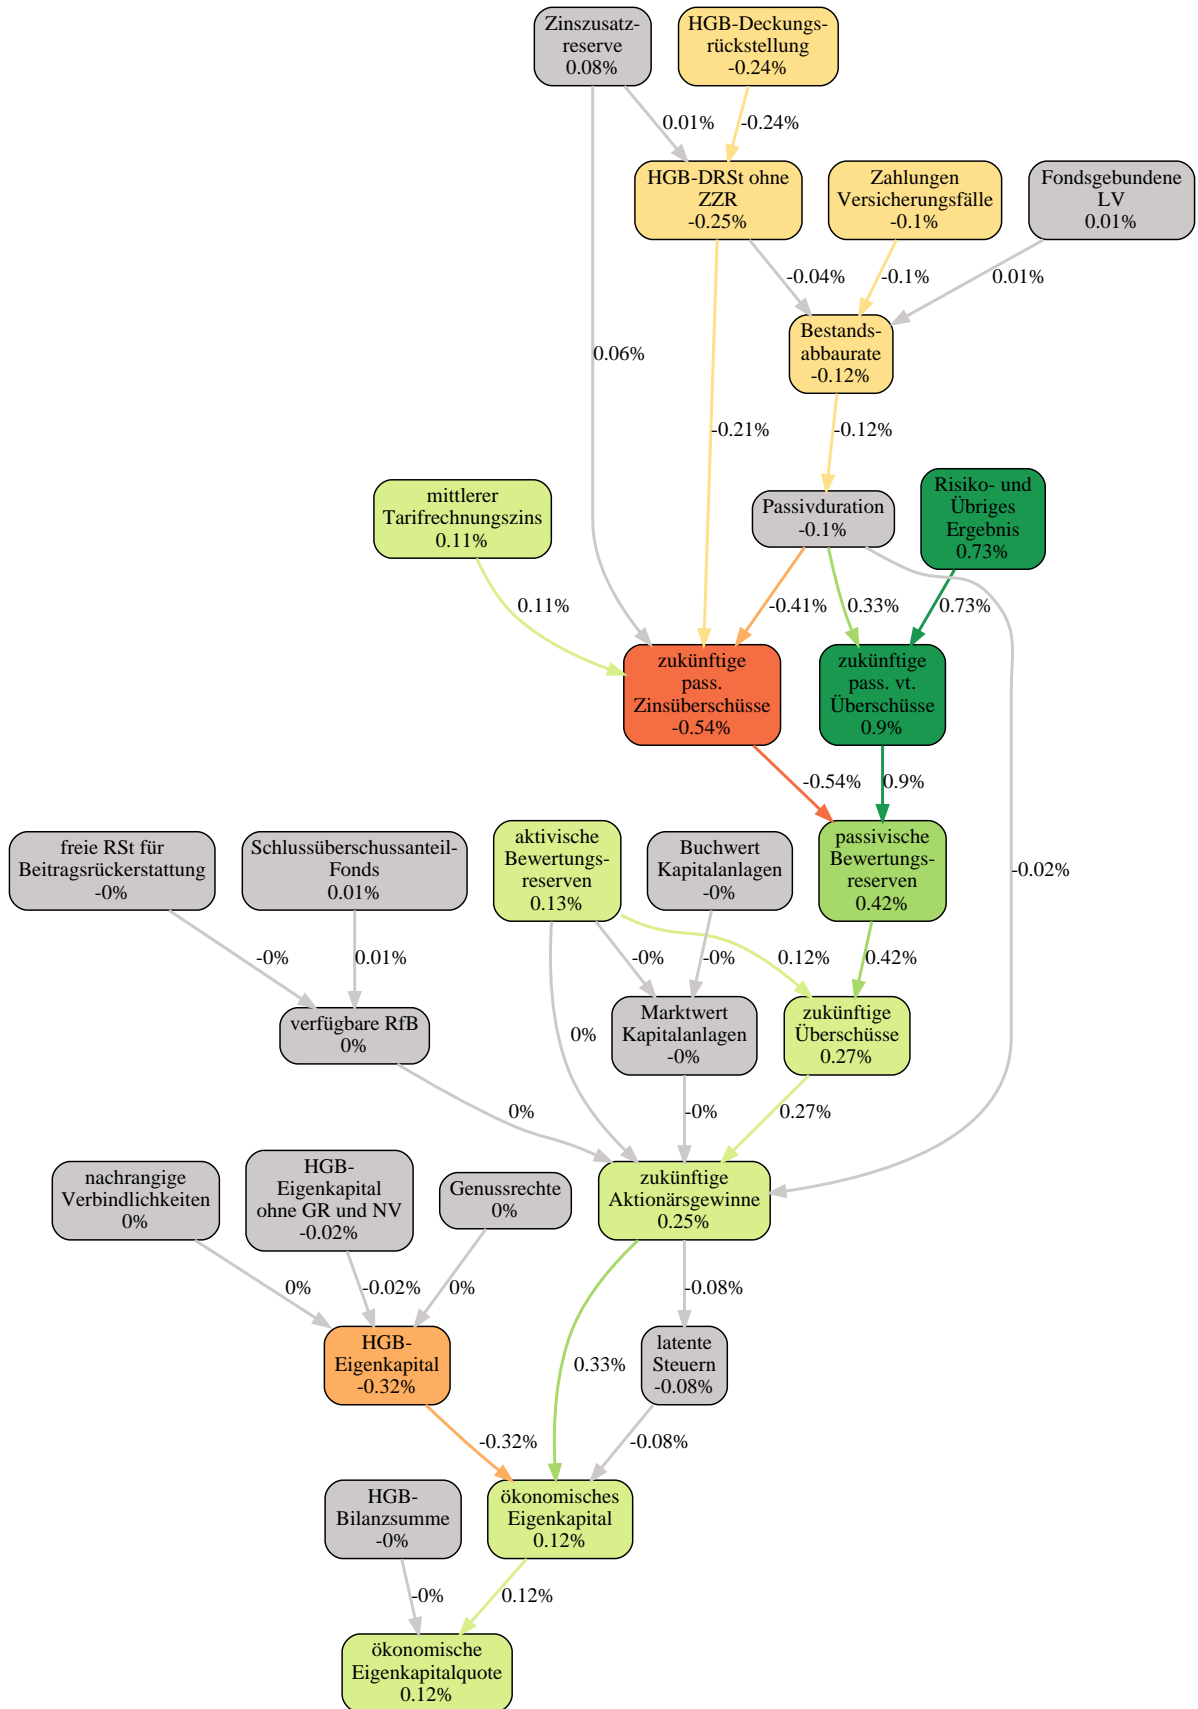 Zinszusatz-
reserve
0.08%
HGB-Deckungs-
rückstellung
-0.24%
0.01%
-0.24%
HGB-DRSt ohne
ZZR
-0.25%
Zahlungen
Versicherungsfälle
-0.1%
Fondsgebundene
LV
0.01%
-0.04%
-0.1%
0.01%
Bestands-
abbaurate
-0.12%
0.06%
-0.21%
-0.12%
mittlerer
Tarifrechnungszins
0.11%
Passivduration
-0.1%
Risiko- und
Übriges
Ergebnis
0.73%
0.11%
-0.41%
0.33%
0.73%
zukünftige
pass.
Zinsüberschüsse
-0.54%
zukünftige
pass. vt.
Überschüsse
0.9%
-0.54%
0.9%
freie RSt für
Beitragsrückerstattung
-0%
Schlussüberschussanteil-
Fonds
0.01%
aktivische
Bewertungs-
reserven
0.13%
Buchwert
Kapitalanlagen
-0%
passivische
Bewertungs-
reserven
0.42%
-0.02%
-0%
0.01%
-0%
-0%
0.12%
0.42%
verfügbare RfB
0%
0%
Marktwert
Kapitalanlagen
-0%
zukünftige
Überschüsse
0.27%
0%
-0%
0.27%
nachrangige
Verbindlichkeiten
0%
HGB-
Eigenkapital
ohne GR und NV
-0.02%
Genussrechte
0%
zukünftige
Aktionärsgewinne
0.25%
0%
-0.02%
0%
-0.08%
HGB-
Eigenkapital
-0.32%
0.33%
latente
Steuern
-0.08%
-0.32%
-0.08%
HGB-
Bilanzsumme
-0%
ökonomisches
Eigenkapital
0.12%
-0%
0.12%
ökonomische
Eigenkapitalquote
0.12%